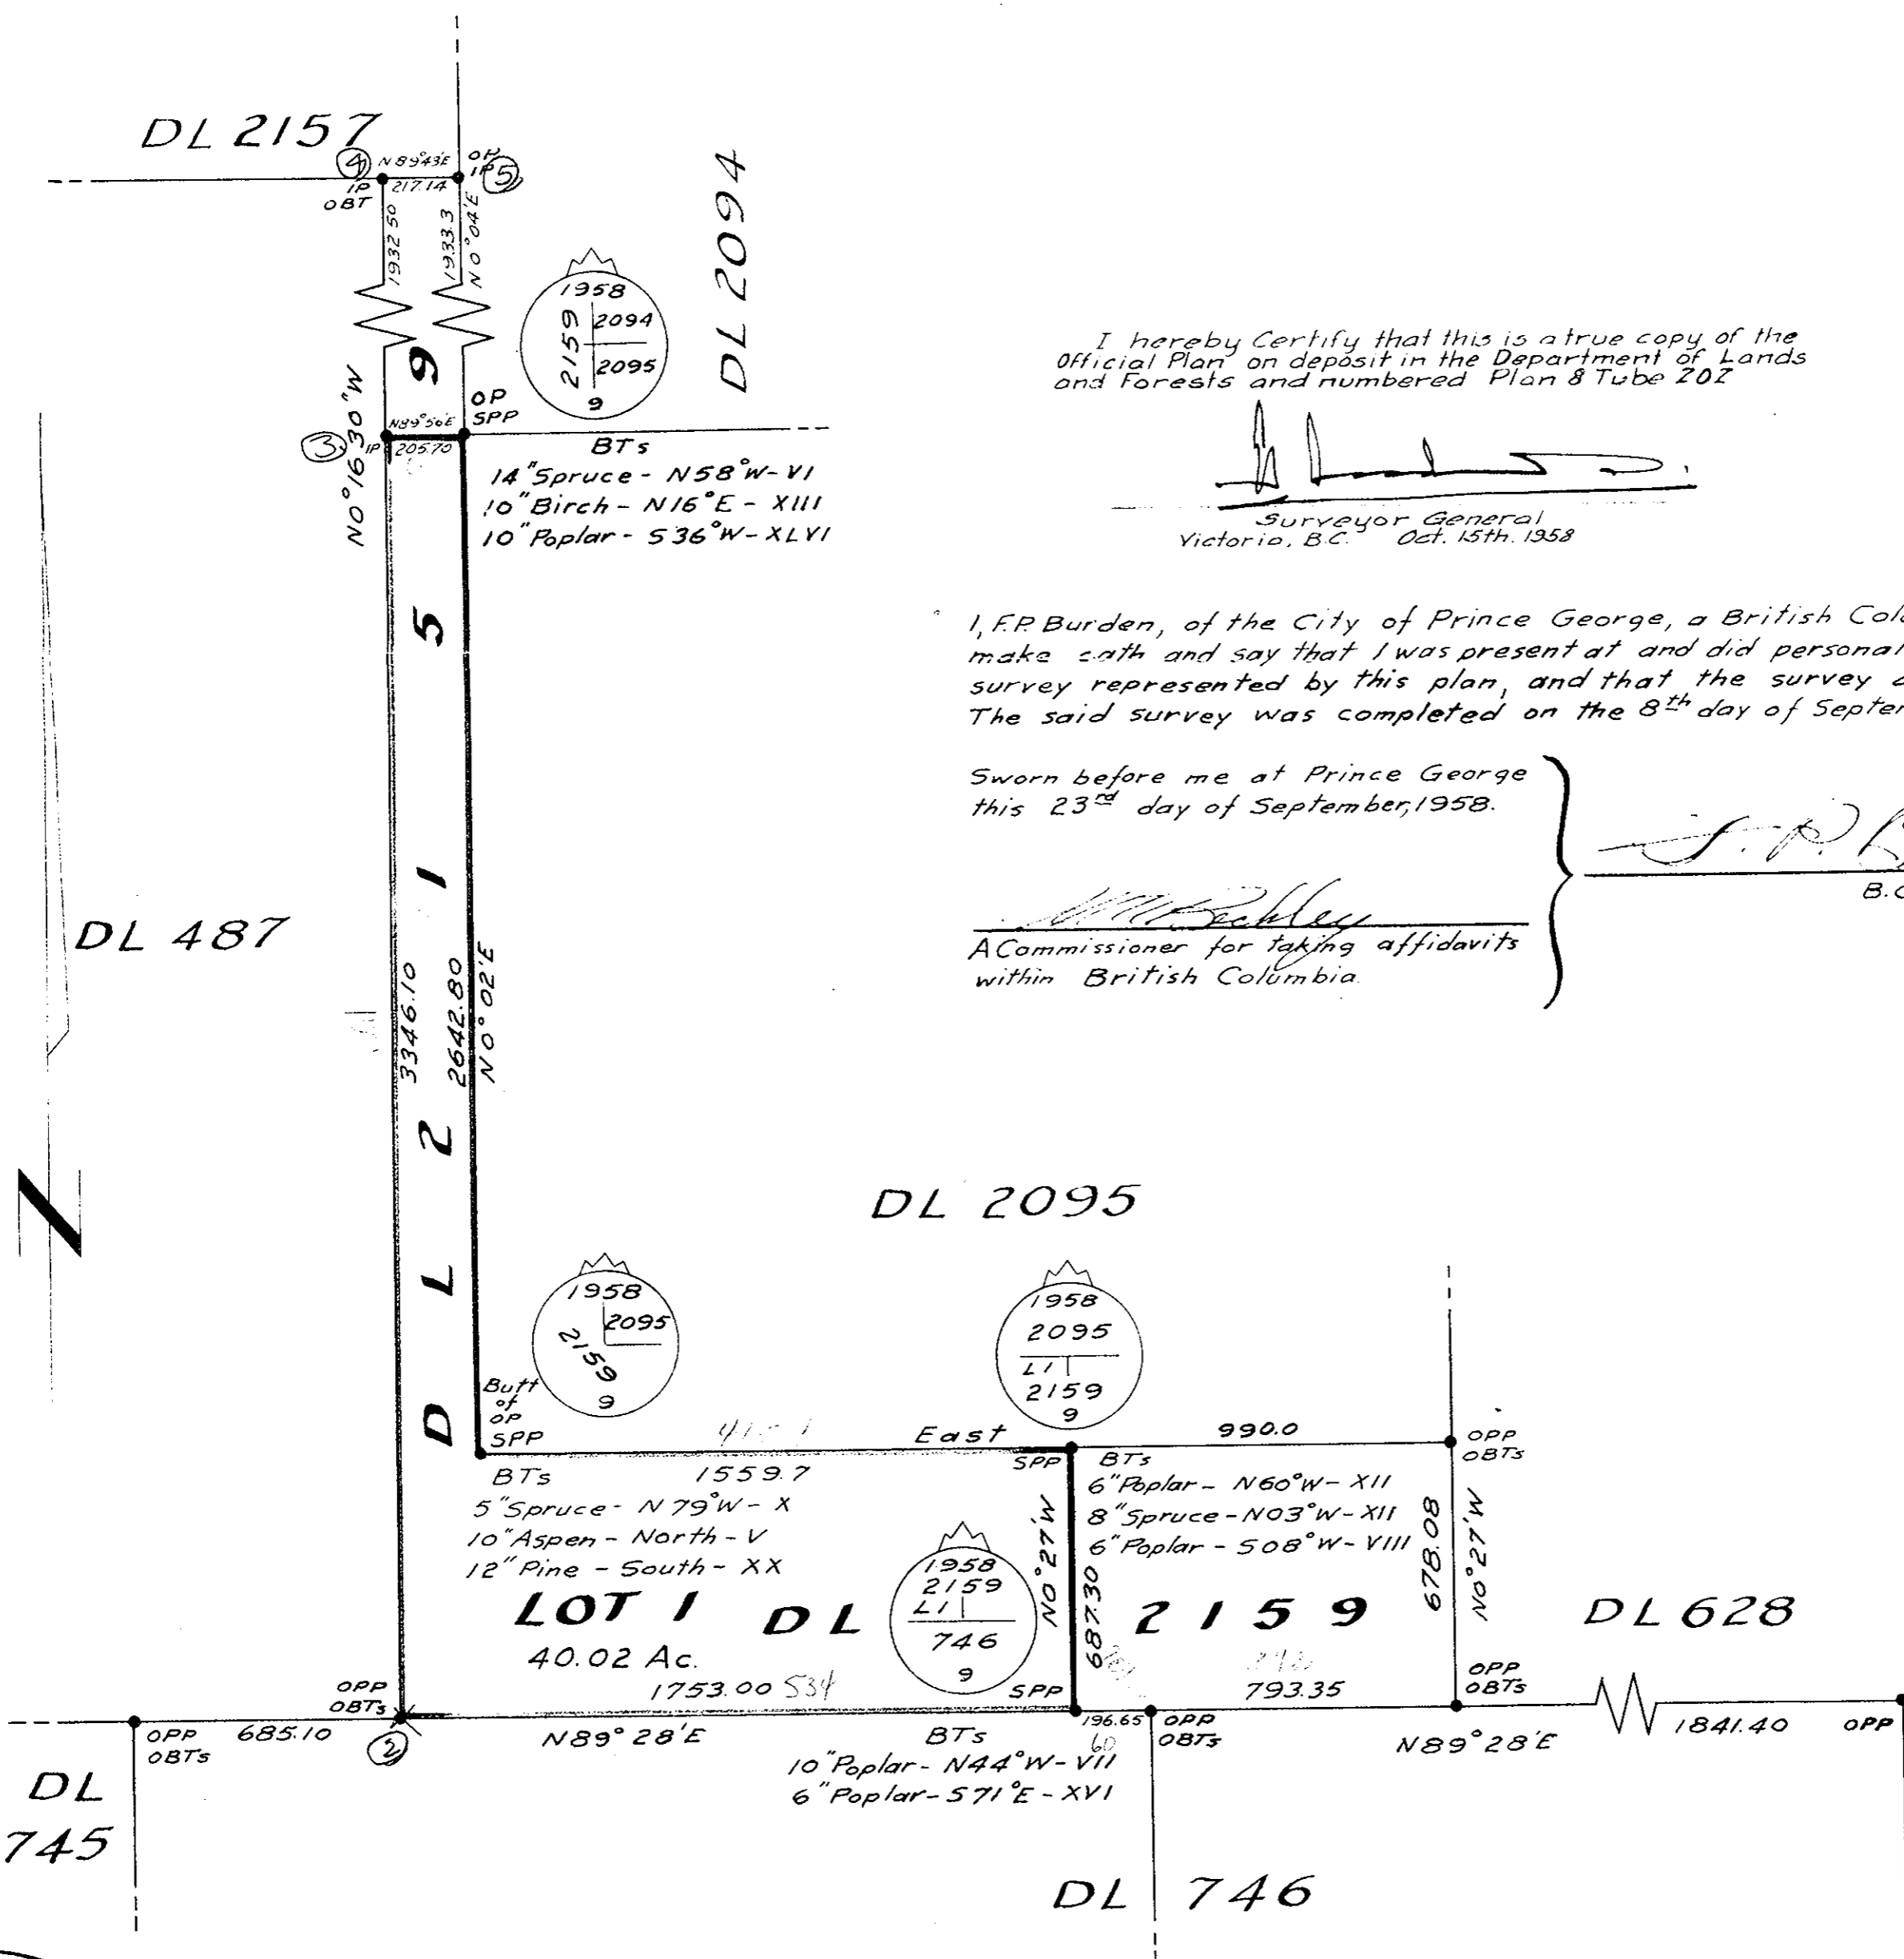 DL 2157
④ N89°43'E OP
IP ⑤
IP 217.14
OBT
1932.50
1933.3
N0°04'E
DL 2094
1958
2159 2094
2095
9
OP
SPP
N0°16'30"W
N89°56'E
③ IP 205.70
BTs
14" Spruce - N58°W - VI
10" Birch - N16°E - XIII
10" Poplar - S36°W - XLVI
I hereby Certify that this is a true copy of the
Official Plan on deposit in the Department of Lands
and Forests and numbered Plan 8 Tube 202
Surveyor General
Victoria, B.C. Oct. 15th. 1958
I, F.P. Burden, of the City of Prince George, a British Col
make oath and say that I was present at and did personal
survey represented by this plan, and that the survey
The said survey was completed on the 8th day of Septe
Sworn before me at Prince George
this 23rd day of September, 1958.
B.C
A Commissioner for taking affidavits
within British Columbia.
DL 487
3346.10
2642.80
N0°02'E
DL 2159
N
DL 2095
1958
2095
2159
9
1958
2095
L1
2159
9
Butt
of
OP
SPP
East
SPP
990.0
OPP
OBTs
BTs
1559.7
5" Spruce - N79°W - X
10" Aspen - North - V
12" Pine - South - XX
BTs
6" Poplar - N60°W - XII
8" Spruce - N03°W - XII
6" Poplar - S08°W - VIII
N0°27'W
687.30
678.08
N0°27'W
LOT 1 DL 2159
40.02 Ac.
1958
2159
L1
746
9
DL 628
OPP
OBTs
1753.00 534
SPP
793.35
OPP
OBTs
OPP
OBTs
685.10
②
N89°28'E
BTs
196.65
60
OPP
OBTs
N89°28'E
1841.40
OPP
10" Poplar - N44°W - VII
6" Poplar - S71°E - XVI
DL
745
DL 746